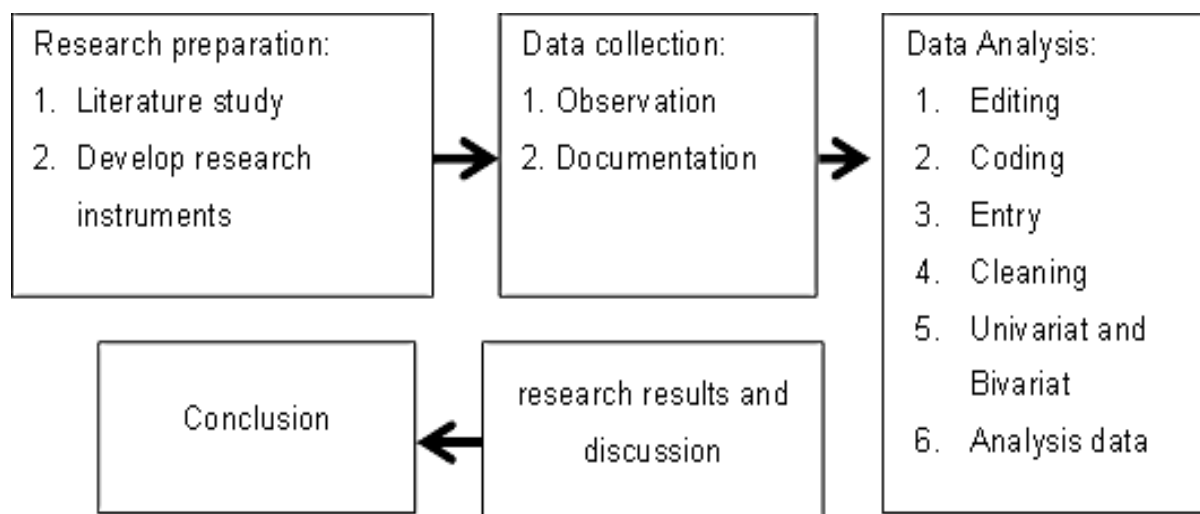 Research preparation:
1. Literature study
2. Develop research
instruments
Data collection:
1. Observation
2. Documentation
Data Analysis:
1. Editing
2. Coding
3. Entry
4. Cleaning
5. Univariat and
Bivariat
6. Analysis data
research results and
discussion
Conclusion